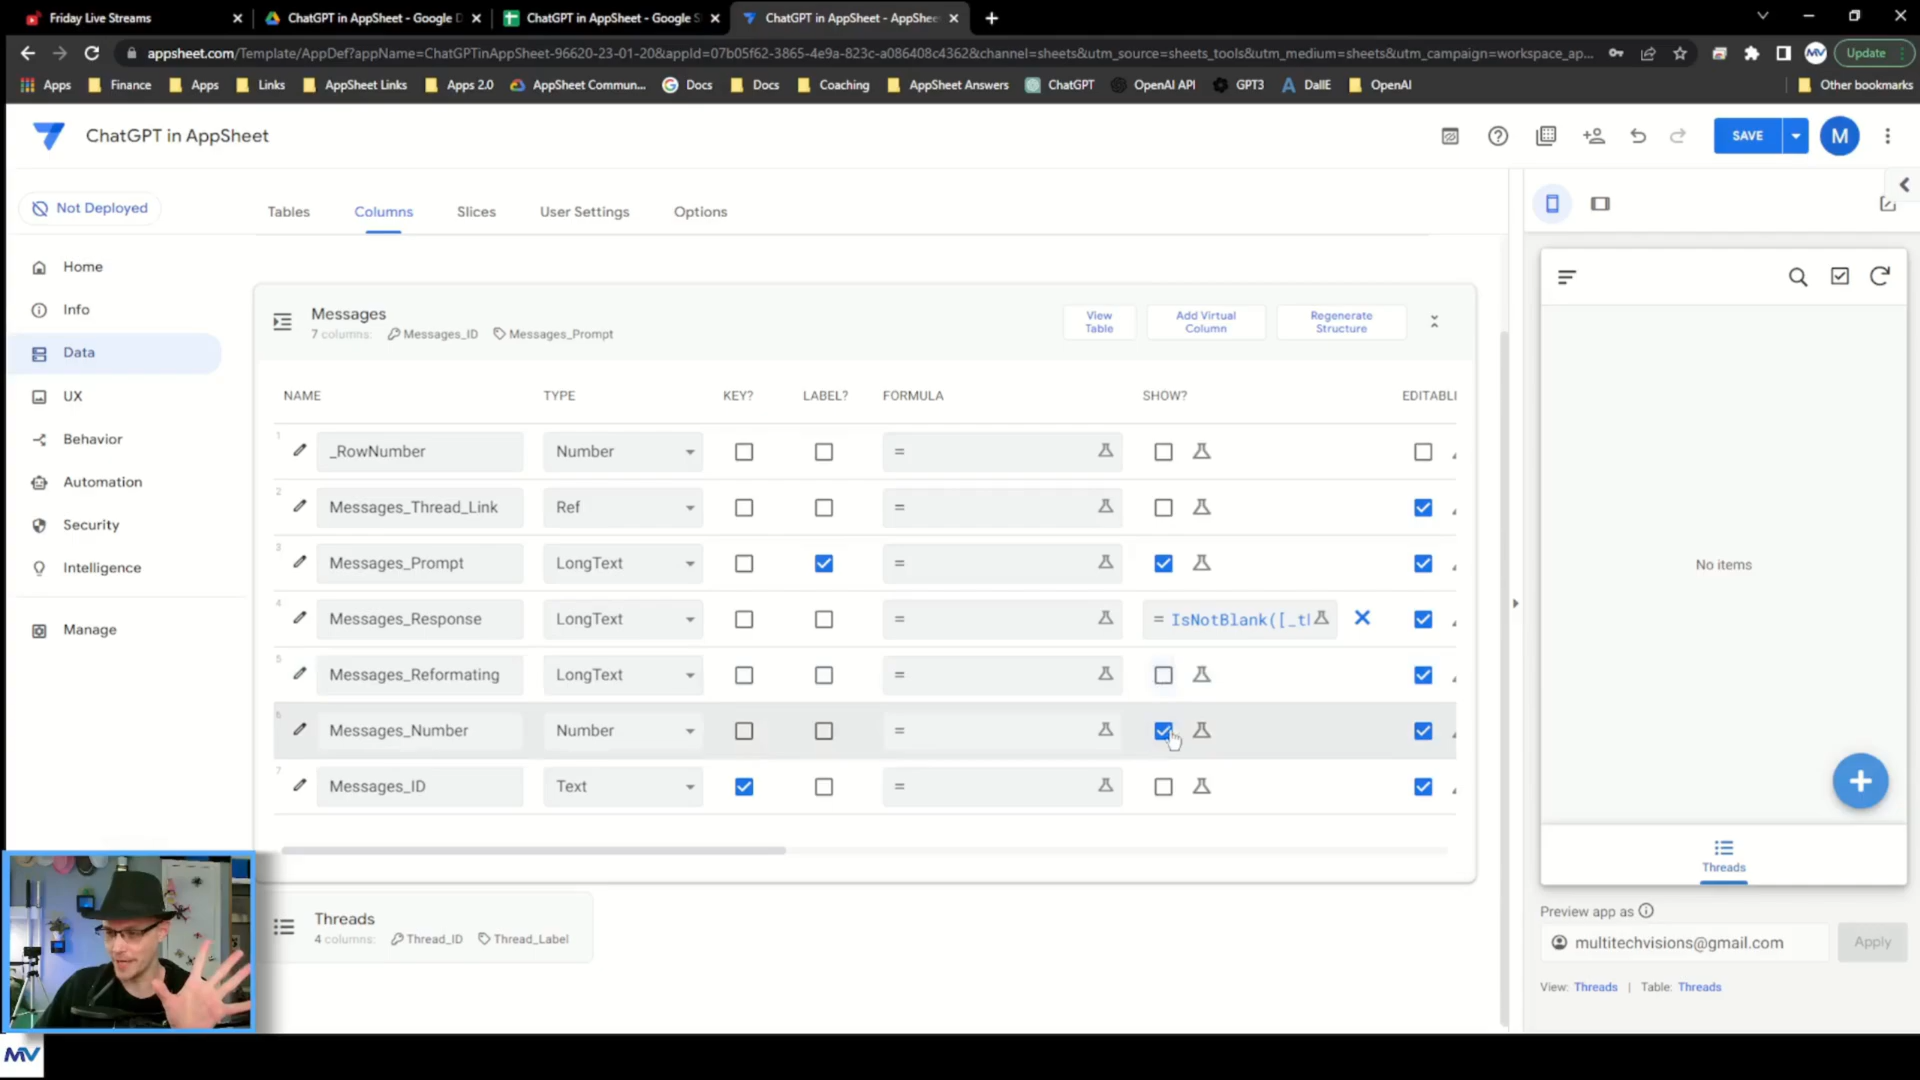 Friday Live Streams
ChatGPT in AppSheet - Google D
ChatGPT in AppSheet - Google S
ChatGPT in AppSheet - AppShee
appsheet.com/Template/AppDef?appName=ChatGPTinAppSheet-96620-23-01-20&appId=07b05f62-3865-4e9a-823c-a086408c4362&channel=sheets&utm_source=sheets_tools&utm_medium=sheets&utm_campaign=workspace_ap...
MV
Update
Apps
Finance
Apps
Links
AppSheet Links
Apps 2.0
AppSheet Commun...
Docs
Docs
Coaching
AppSheet Answers
ChatGPT
OpenAI API
GPT3
DallE
OpenAI
Other bookmarks
ChatGPT in AppSheet
SAVE
M
Not Deployed
Tables
Columns
Slices
User Settings
Options
Home
Info
Data
UX
Behavior
Automation
Security
Intelligence
Manage
Messages
7 columns: Messages_ID Messages_Prompt
View Table
Add Virtual Column
Regenerate Structure
NAME TYPE KEY? LABEL? FORMULA SHOW? EDITABL
1 _RowNumber Number =
2 Messages_Thread_Link Ref =
3 Messages_Prompt LongText =
4 Messages_Response LongText = = IsNotBlank([_tl
5 Messages_Reformating LongText =
6 Messages_Number Number =
7 Messages_ID Text =
Threads
4 columns: Thread_ID Thread_Label
No items
Threads
Preview app as
multitechvisions@gmail.com
Apply
View: Threads | Table: Threads
MV